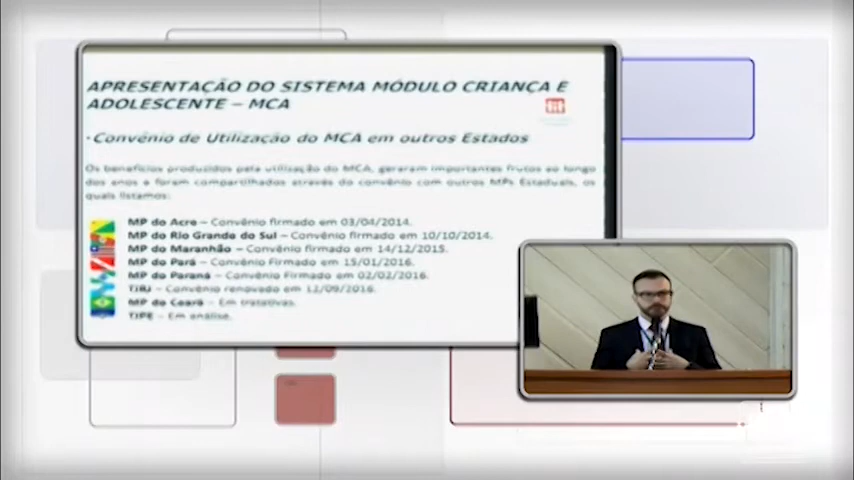 APRESENTAÇÃO DO SISTEMA MÓDULO CRIANÇA E
ADOLESCENTE – MCA
·Convênio de Utilização do MCA em outros Estados
Os benefícios produzidos pela utilização do MCA, geraram importantes frutos ao longo
dos anos e foram compartilhados através do convênio com outros MPs Estaduais, os
quais listamos:
MP do Acre – Convênio firmado em 03/04/2014.
MP do Rio Grande do Sul – Convênio firmado em 10/10/2014.
MP do Maranhão – Convênio firmado em 14/12/2015.
MP do Pará – Convênio Firmado em 15/01/2016.
MP do Paraná – Convênio Firmado em 02/02/2016.
TJRJ – Convênio renovado em 12/09/2016.
MP do Ceará – Em tratativas.
TJPE – Em análise.